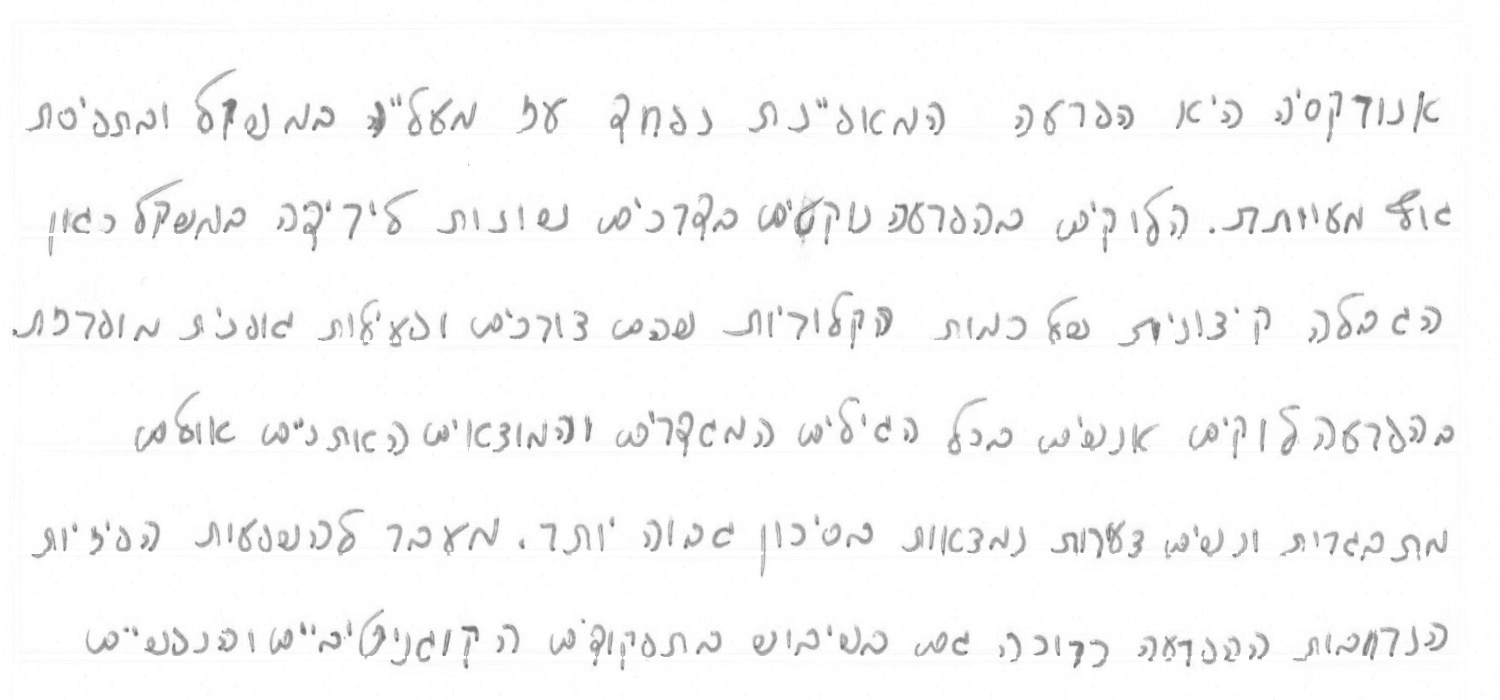 אנורקסיה היא הפרעה המאופיינת בפחד עז מעלייה במשקל ובתפיסת
גוף מעוותת. הלוקים בהפרעה נוקטים בדרכים שונות לירידה במשקל כגון
הגבלה קיצונית של כמות הקלוריות שהם צורכים ופעילות גופנית מופרזת.
בהפרעה לוקים אנשים בכל הגילים המגדרים והמוצאים האתניים אולם
מתבגרות ונשים צעירות נמצאות בסיכון גבוה יותר. מעבר להשפעות הפיזיות
הנרחבות ההפרעה כרוכה גם בשיבוש בתפקודים הקוגניטיביים והנפשיים